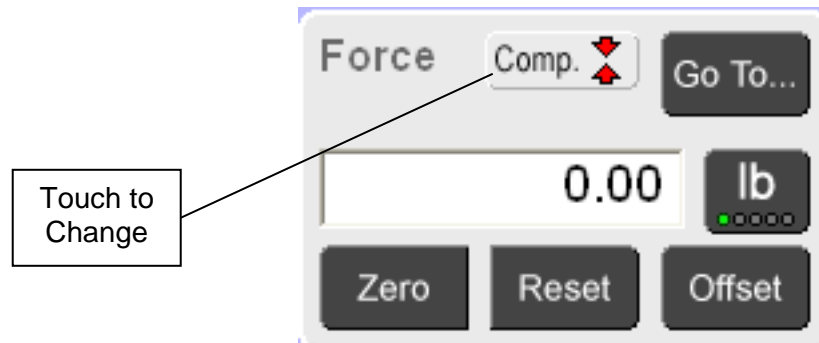 Force Comp. Go To...
Touch to
Change
0.00 lb
Zero Reset Offset